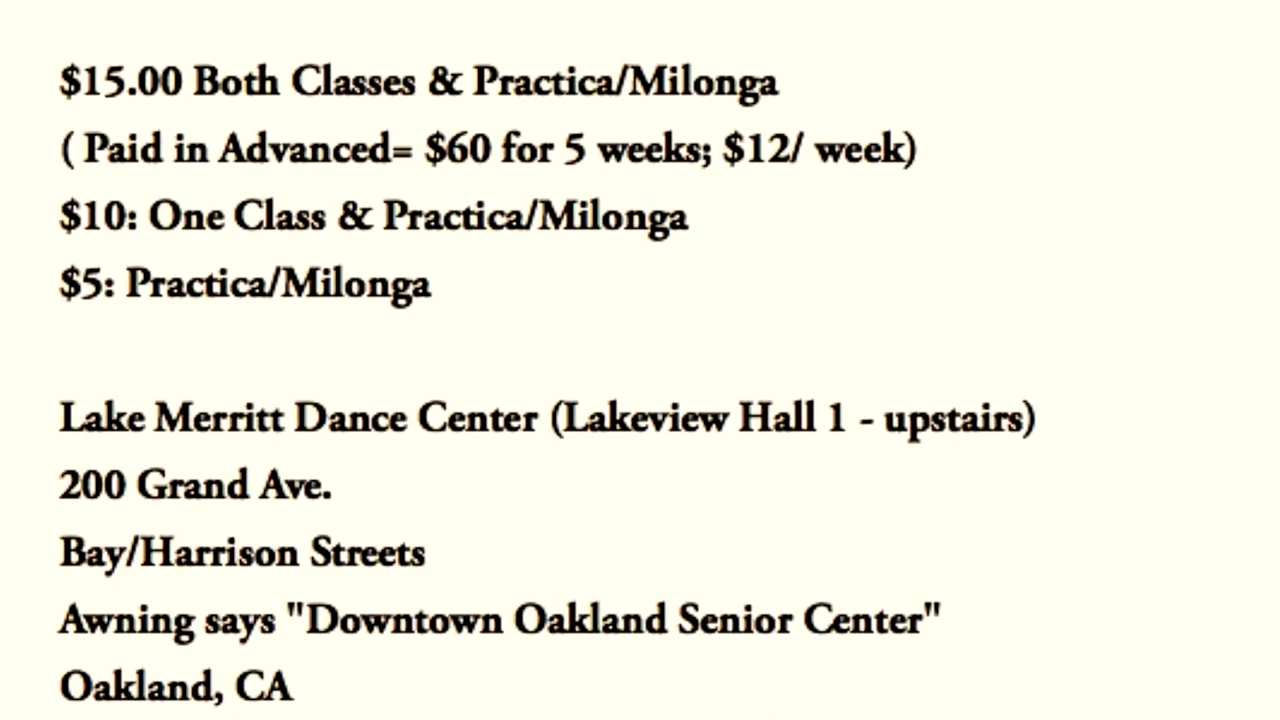 $15.00 Both Classes & Practica/Milonga
( Paid in Advanced= $60 for 5 weeks; $12/ week)
$10: One Class & Practica/Milonga
$5: Practica/Milonga
Lake Merritt Dance Center (Lakeview Hall 1 - upstairs)
200 Grand Ave.
Bay/Harrison Streets
Awning says "Downtown Oakland Senior Center"
Oakland, CA